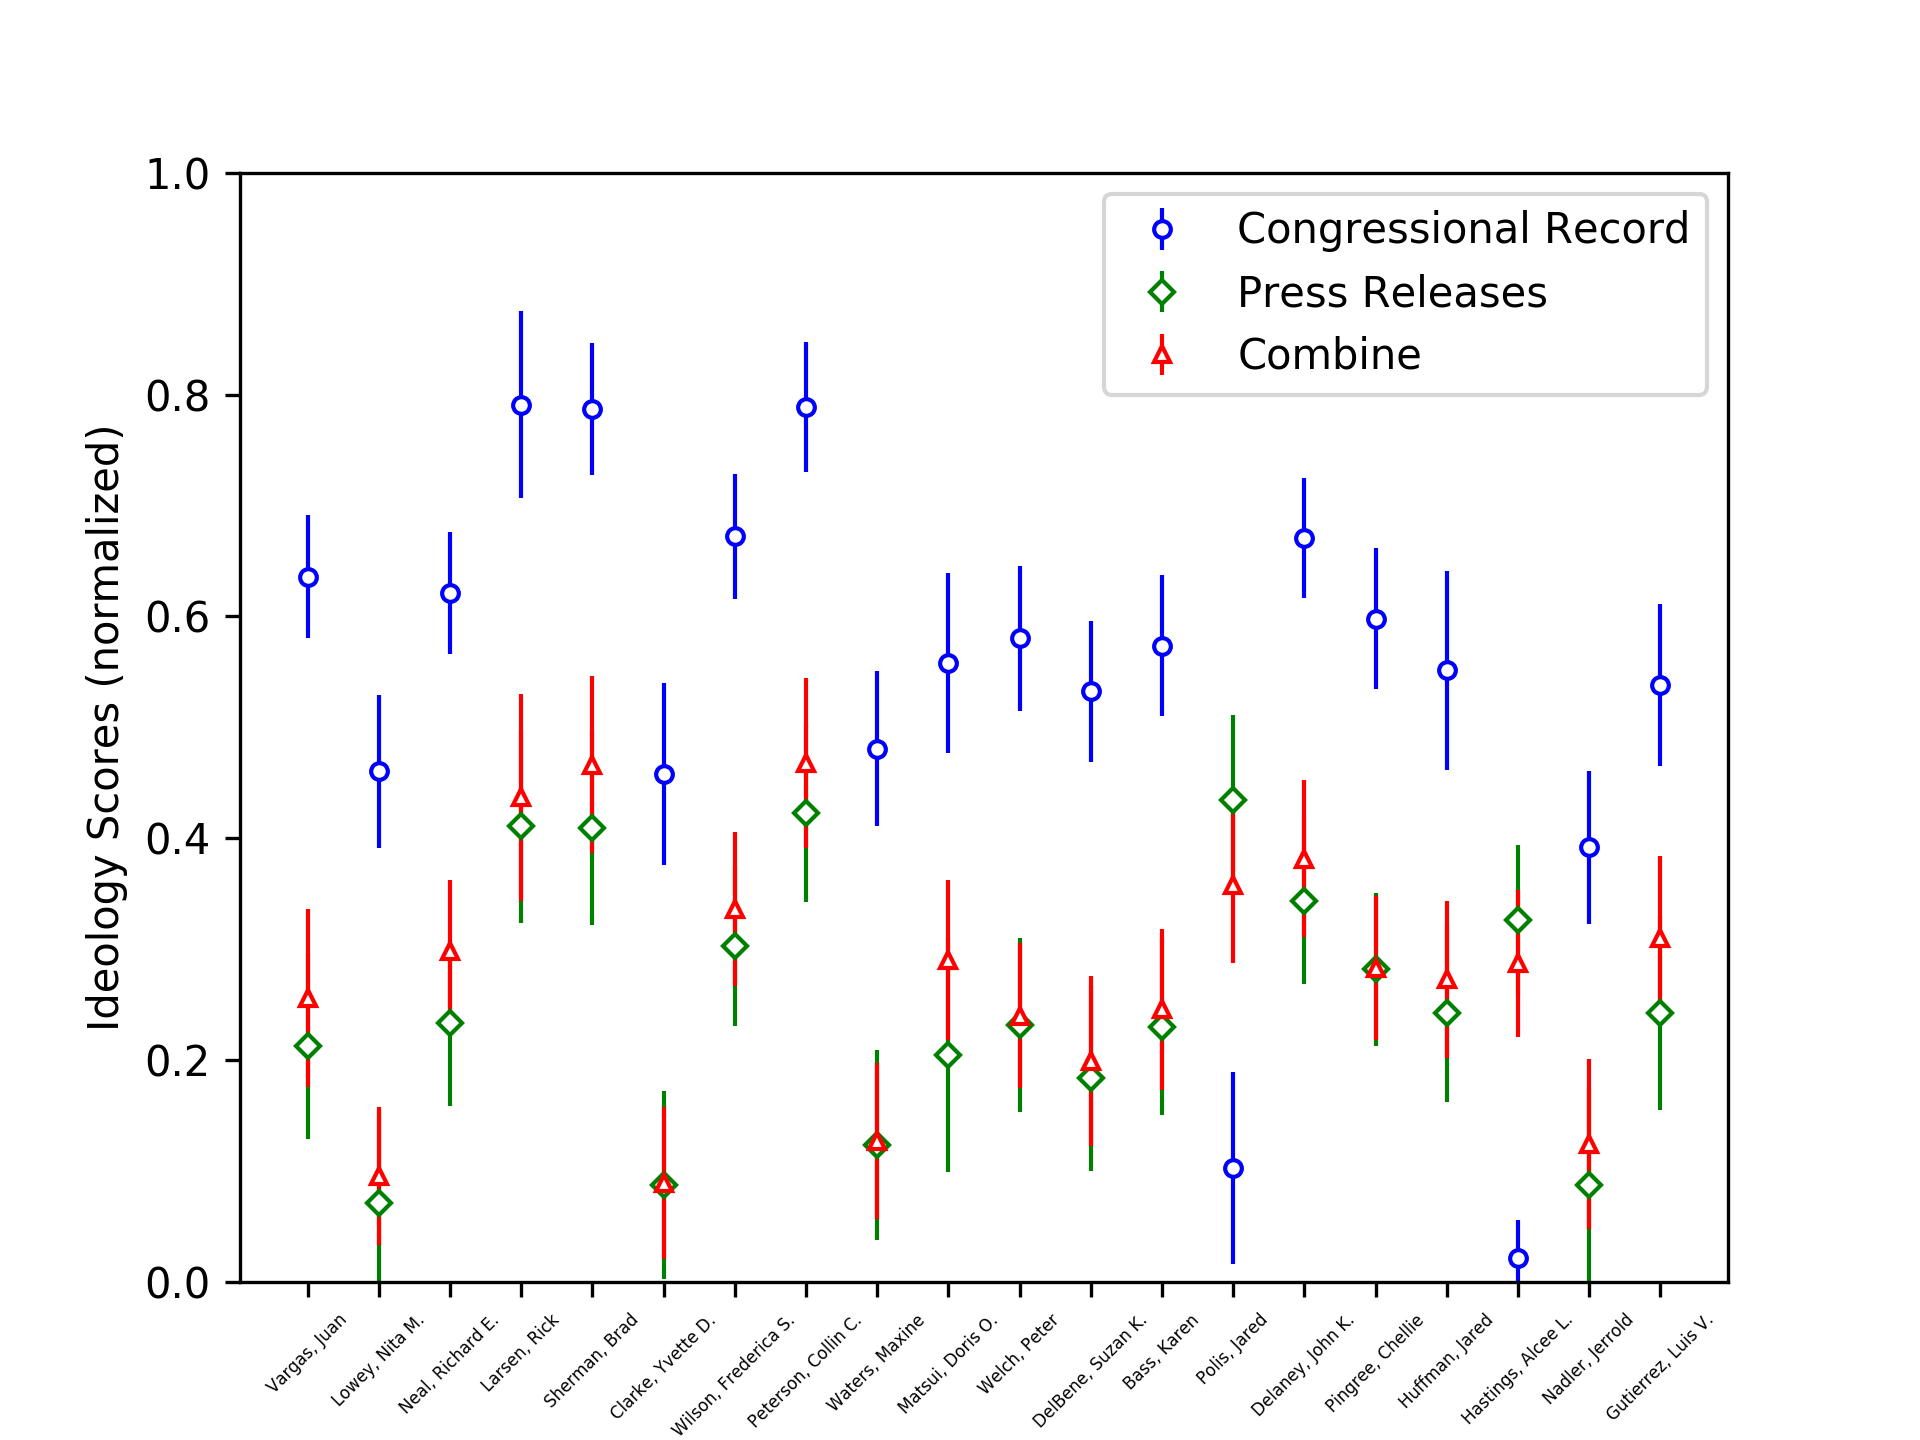 Congressional Record
Press Releases
Combine
Ideology Scores (normalized)
1.0
0.8
0.6
0.4
0.2
0.0
Vargas, Juan
Lowey, Nita M.
Neal, Richard E.
Larsen, Rick
Sherman, Brad
Clarke, Yvette D.
Wilson, Frederica S.
Peterson, Collin C.
Waters, Maxine
Matsui, Doris O.
Welch, Peter
DelBene, Suzan K.
Bass, Karen
Polis, Jared
Delaney, John K.
Pingree, Chellie
Huffman, Jared
Hastings, Alcee L.
Nadler, Jerrold
Gutierrez, Luis V.